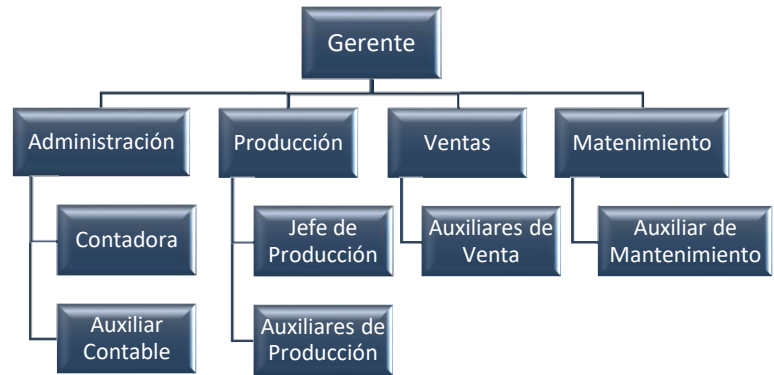 Gerente
Administración
Producción
Ventas
Matenimiento
Contadora
Jefe de
Producción
Auxiliares de
Venta
Auxiliar de
Mantenimiento
Auxiliar
Contable
Auxiliares de
Producción